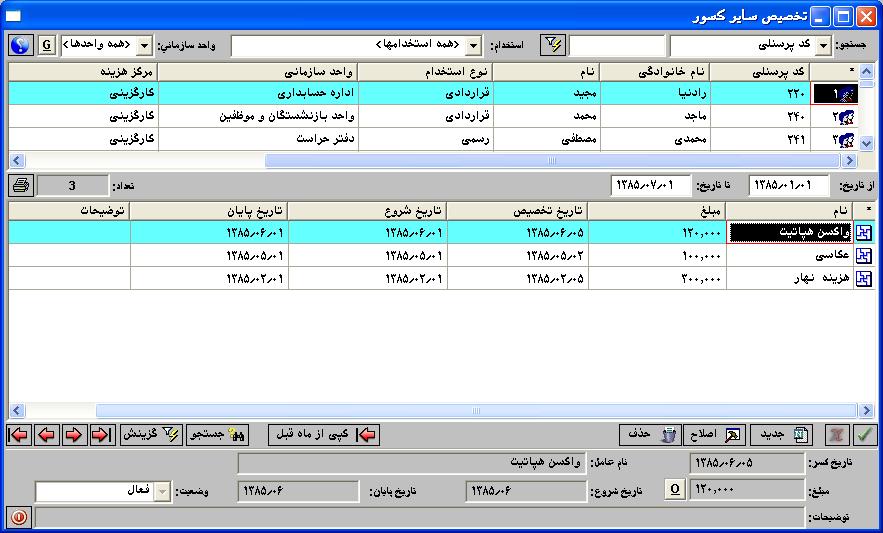 تخصیص سایر کسور
جستجو: کد پرسنلی استخدام: <همه استخدامها> واحد سازمانی: <همه واحدها> G
* کد پرسنلی نام خانوادگی نام نوع استخدام واحد سازمانی مرکز هزینه
۱ ۲۲۰ رادنیا مجید قراردادی اداره حسابداری کارگزینی
۲ ۲۴۰ ماجد محمد قراردادی واحد بازنشستگان و موظفین کارگزینی
۳ ۲۴۱ محمدی مصطفی رسمی دفتر حراست کارگزینی
از تاریخ: ۱۳۸۵/۰۱/۰۱ تا تاریخ: ۱۳۸۵/۰۷/۰۱ تعداد: 3
* نام مبلغ تاریخ تخصیص تاریخ شروع تاریخ پایان توضیحات
واکسن هپاتیت ۱۲۰,۰۰۰ ۱۳۸۵/۰۶/۰۵ ۱۳۸۵/۰۶/۰۱ ۱۳۸۵/۰۶/۰۱
عکاسی ۱۰۰,۰۰۰ ۱۳۸۵/۰۵/۰۲ ۱۳۸۵/۰۵/۰۱ ۱۳۸۵/۰۵/۰۱
هزینه نهار ۳۰۰,۰۰۰ ۱۳۸۵/۰۲/۰۵ ۱۳۸۵/۰۲/۰۱ ۱۳۸۵/۰۲/۰۱
جدید اصلاح حذف کپی از ماه قبل جستجو گزینش
تاریخ کسر: ۱۳۸۵/۰۶/۰۵ نام عامل: واکسن هپاتیت
مبلغ: ۱۲۰,۰۰۰ O تاریخ شروع: ۱۳۸۵/۰۶ تاریخ پایان: ۱۳۸۵/۰۶ وضعیت: فعال
توضیحات: